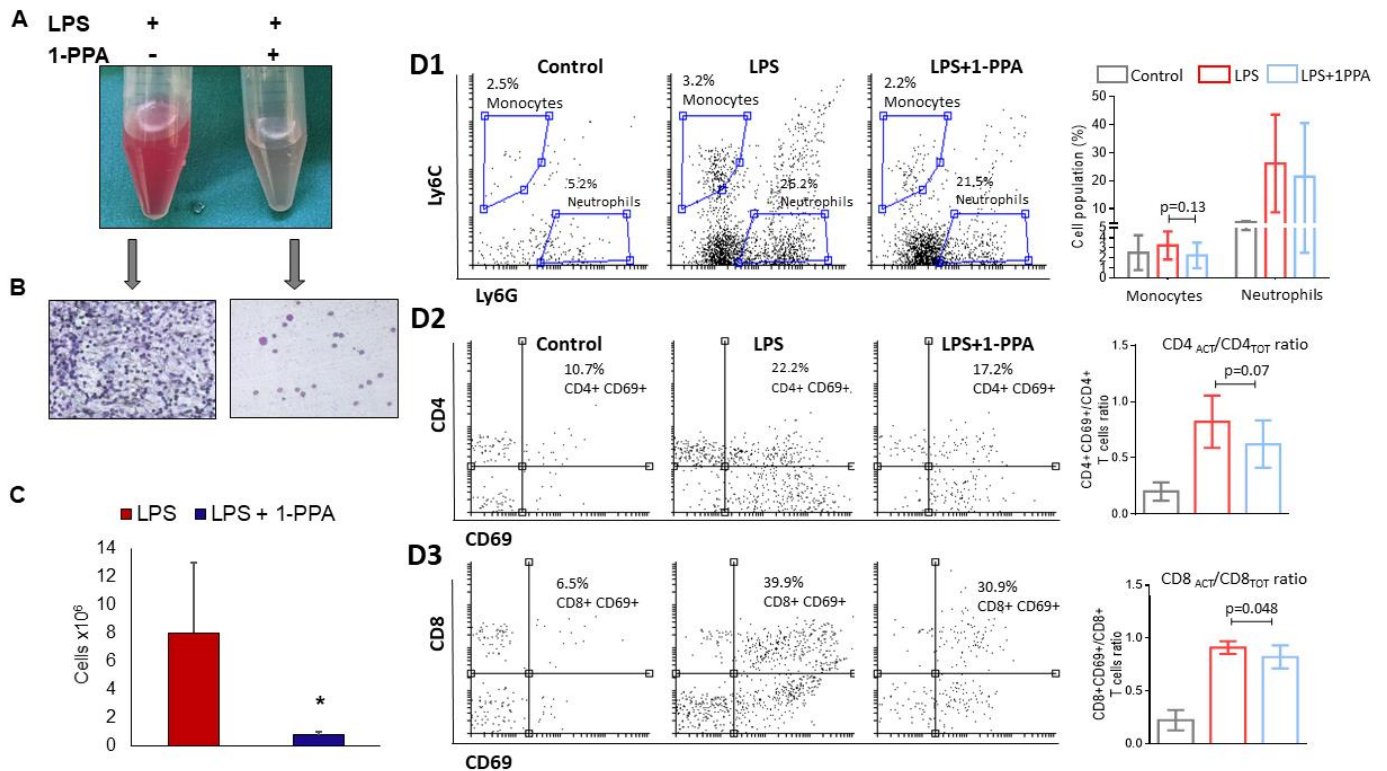 A
LPS + +
1-PPA - +
B
C
LPS LPS + 1-PPA
Cells x10⁶
14
12
10
8
6
4
2
0
*
D1
Control LPS LPS+1-PPA
2.5%
Monocytes
5.2%
Neutrophils
3.2%
Monocytes
26.2%
Neutrophils
2.2%
Monocytes
21,5%
Neutrophils
Ly6C
Ly6G
Control LPS LPS+1PPA
Cell population (%)
50
40
30
20
10
5
4
3
2
1
0
p=0.13
Monocytes Neutrophils
D2
Control LPS LPS+1-PPA
10.7%
CD4+ CD69+
22.2%
CD4+ CD69+
17.2%
CD4+ CD69+
CD4
CD69
CD4 ACT/CD4TOT ratio
CD4+CD69+/CD4+
T cells ratio
1.5
1.0
0.5
0.0
p=0.07
D3
Control LPS LPS+1-PPA
6.5%
CD8+ CD69+
39.9%
CD8+ CD69+
30.9%
CD8+ CD69+
CD8
CD69
CD8 ACT/CD8TOT ratio
CD8+CD69+/CD8+
T cells ratio
1.5
1.0
0.5
0.0
p=0.048